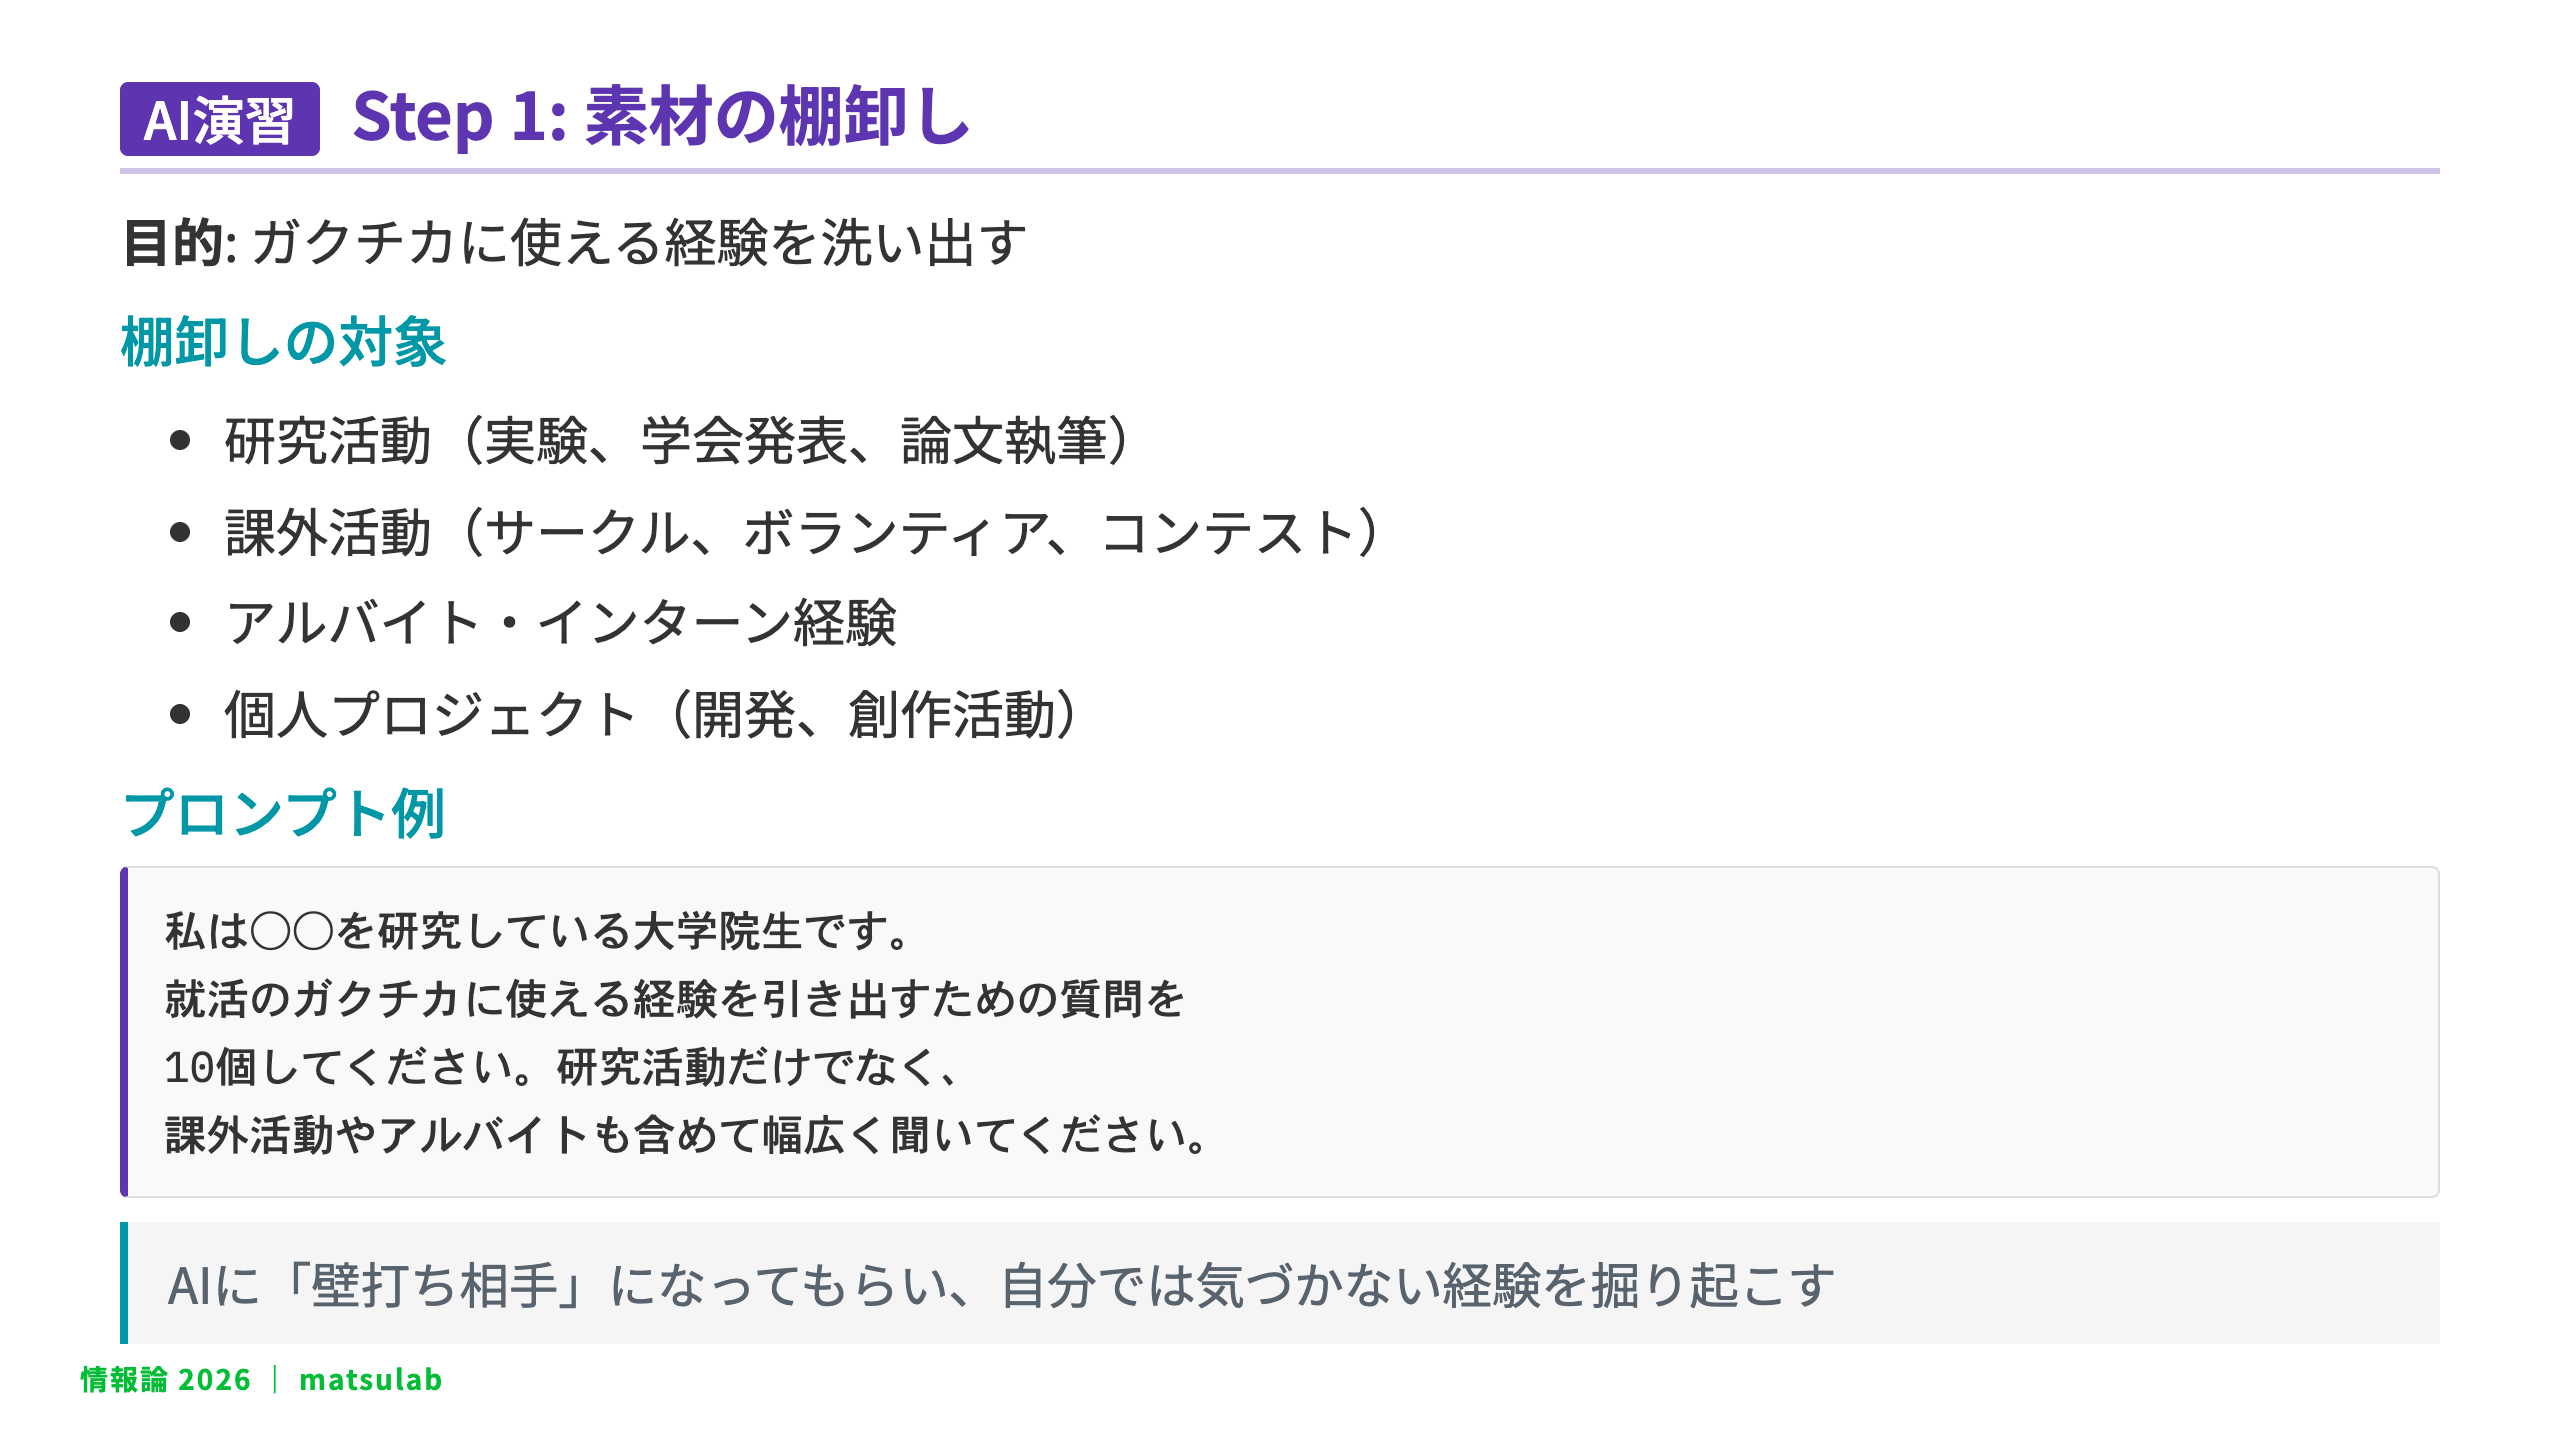 AI演習 Step 1: 素材の棚卸し
目的: ガクチカに使える経験を洗い出す
棚卸しの対象
• 研究活動（実験、学会発表、論文執筆）
• 課外活動（サークル、ボランティア、コンテスト）
• アルバイト・インターン経験
• 個人プロジェクト（開発、創作活動）
プロンプト例
私は○○を研究している大学院生です。
就活のガクチカに使える経験を引き出すための質問を
10個してください。研究活動だけでなく、
課外活動やアルバイトも含めて幅広く聞いてください。
AIに「壁打ち相手」になってもらい、自分では気づかない経験を掘り起こす
情報論 2026 ｜ matsulab